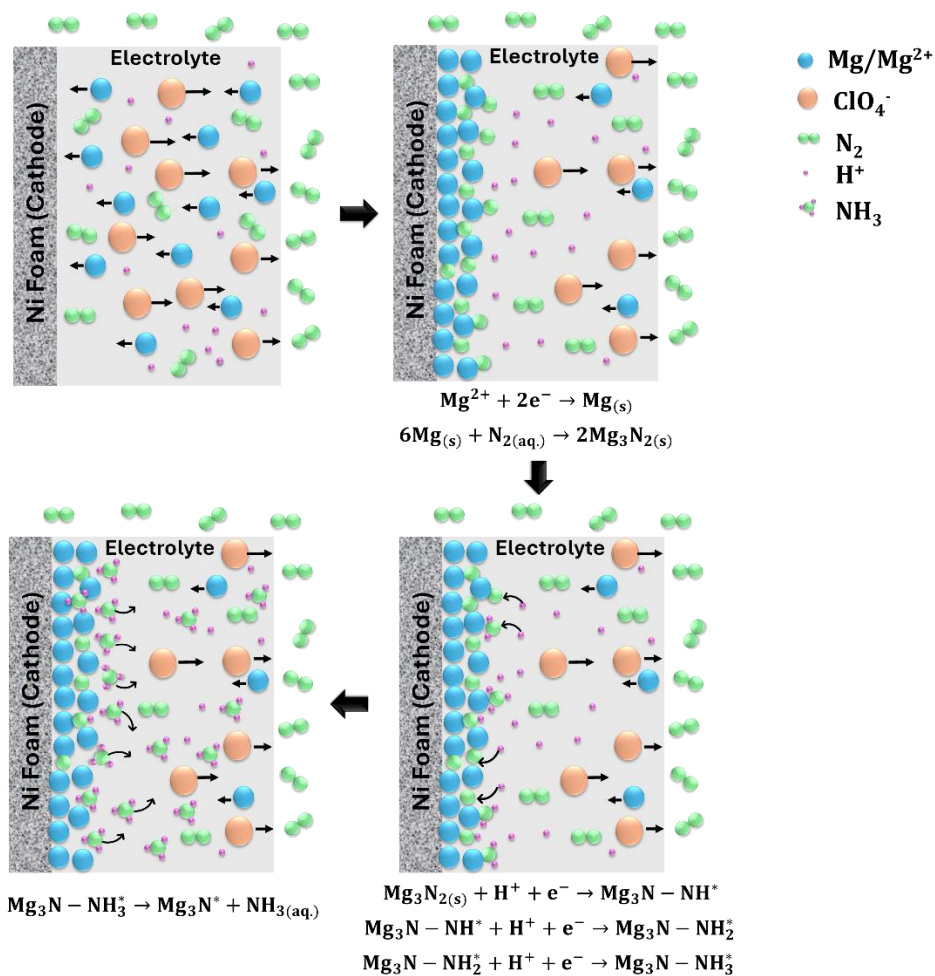 Electrolyte
Ni Foam (Cathode)
Electrolyte
Ni Foam (Cathode)
Mg/Mg²⁺
ClO₄⁻
N₂
H⁺
NH₃
Mg²⁺ + 2e⁻ → Mg₍ₛ₎
6Mg₍ₛ₎ + N₂(aq.) → 2Mg₃N₂₍ₛ₎
Electrolyte
Ni Foam (Cathode)
Electrolyte
Ni Foam (Cathode)
Mg₃N − NH₃* → Mg₃N* + NH₃(aq.)
Mg₃N₂₍ₛ₎ + H⁺ + e⁻ → Mg₃N − NH*
Mg₃N − NH* + H⁺ + e⁻ → Mg₃N − NH₂*
Mg₃N − NH₂* + H⁺ + e⁻ → Mg₃N − NH₃*